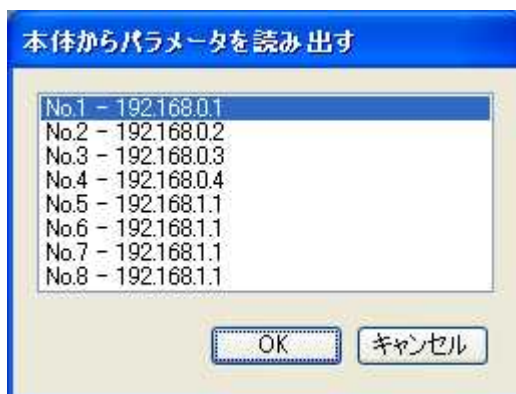 本体からパラメータを読み出す
No.1 - 192.168.0.1
No.2 - 192.168.0.2
No.3 - 192.168.0.3
No.4 - 192.168.0.4
No.5 - 192.168.1.1
No.6 - 192.168.1.1
No.7 - 192.168.1.1
No.8 - 192.168.1.1
OK キャンセル